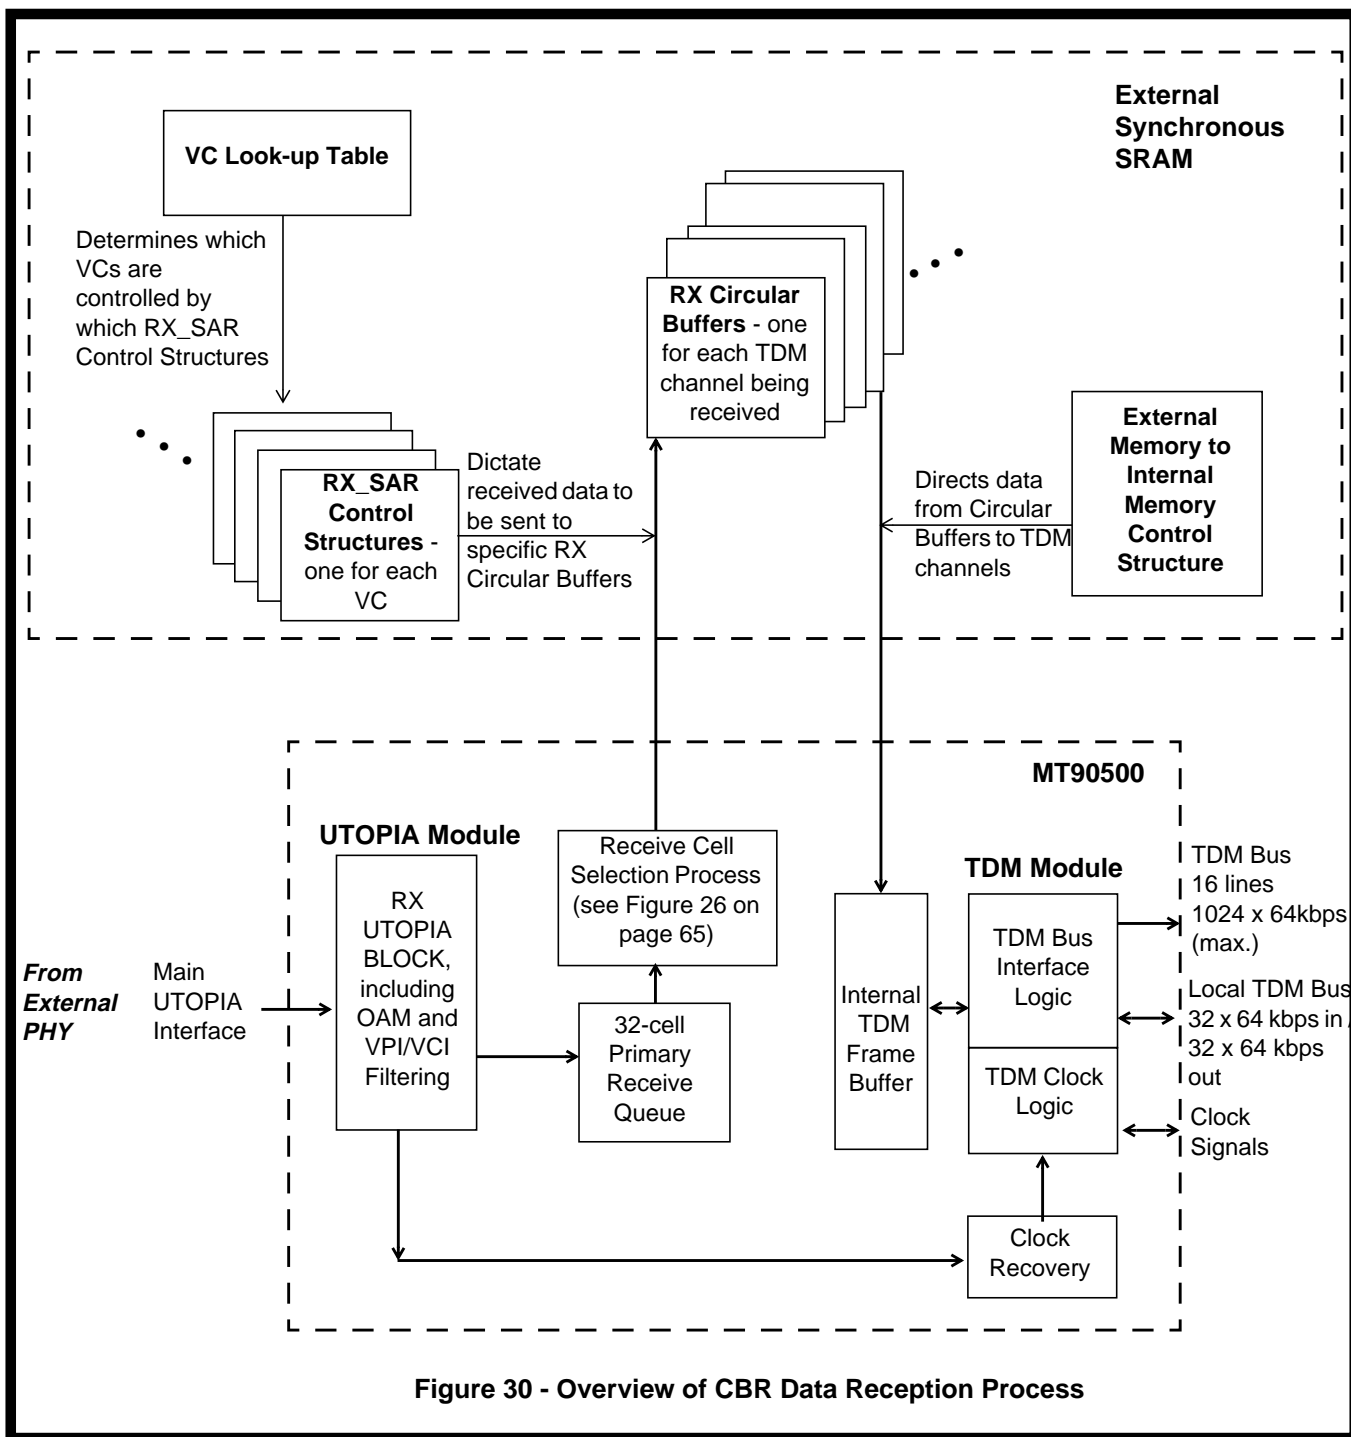 External
Synchronous
SRAM
VC Look-up Table
Determines which
VCs are
controlled by
which RX_SAR
Control Structures
RX Circular
Buffers - one
for each TDM
channel being
received
External
Memory to
Internal
Memory
Control
Structure
RX_SAR
Control
Structures -
one for each
VC
Dictate
received data to
be sent to
specific RX
Circular Buffers
Directs data
from Circular
Buffers to TDM
channels
MT90500
UTOPIA Module
RX
UTOPIA
BLOCK,
including
OAM and
VPI/VCI
Filtering
Receive Cell
Selection Process
(see Figure 26 on
page 65)
32-cell
Primary
Receive
Queue
From
External
PHY
Main
UTOPIA
Interface
Internal
TDM
Frame
Buffer
TDM Module
TDM Bus
Interface
Logic
TDM Clock
Logic
TDM Bus
16 lines
1024 x 64kbps
(max.)
Local TDM Bus
32 x 64 kbps in /
32 x 64 kbps
out
Clock
Signals
Clock
Recovery
Figure 30 - Overview of CBR Data Reception Process